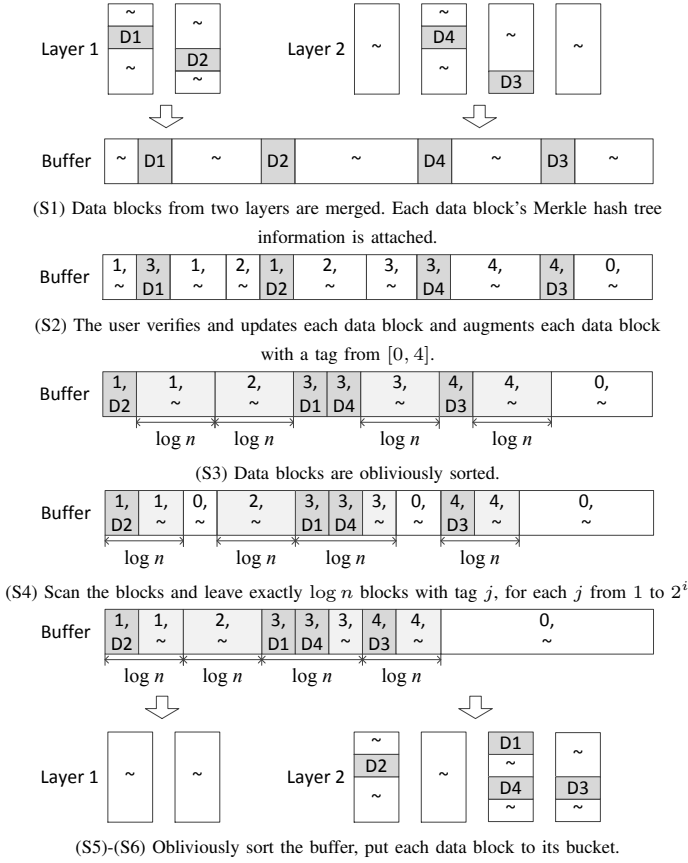 ~ ~ ~
D1 D4
Layer 1 D2 Layer 2 ~ ~
~ ~ ~ D3
Buffer ~ D1 ~ D2 ~ D4 ~ D3 ~
(S1) Data blocks from two layers are merged. Each data block's Merkle hash tree
information is attached.
1, 3, 1, 2, 1, 2, 3, 3, 4, 4, 0,
Buffer ~ D1 ~ ~ D2 ~ ~ D4 ~ D3 ~
(S2) The user verifies and updates each data block and augments each data block
with a tag from [0, 4].
1, 1, 2, 3, 3, 3, 4, 4, 0,
Buffer D2 ~ ~ D1 D4 ~ D3 ~ ~
log n log n log n log n
(S3) Data blocks are obliviously sorted.
1, 1, 0, 2, 3, 3, 3, 0, 4, 4, 0,
Buffer D2 ~ ~ ~ D1 D4 ~ ~ D3 ~ ~
log n log n log n log n
(S4) Scan the blocks and leave exactly log n blocks with tag j, for each j from 1 to 2^i
1, 1, 2, 3, 3, 3, 4, 4, 0,
Buffer D2 ~ ~ D1 D4 ~ D3 ~ ~
log n log n log n log n
Layer 1 ~ ~ Layer 2 ~ D2 ~ ~ D1 ~ D4 ~ ~ D3 ~
(S5)-(S6) Obliviously sort the buffer, put each data block to its bucket.